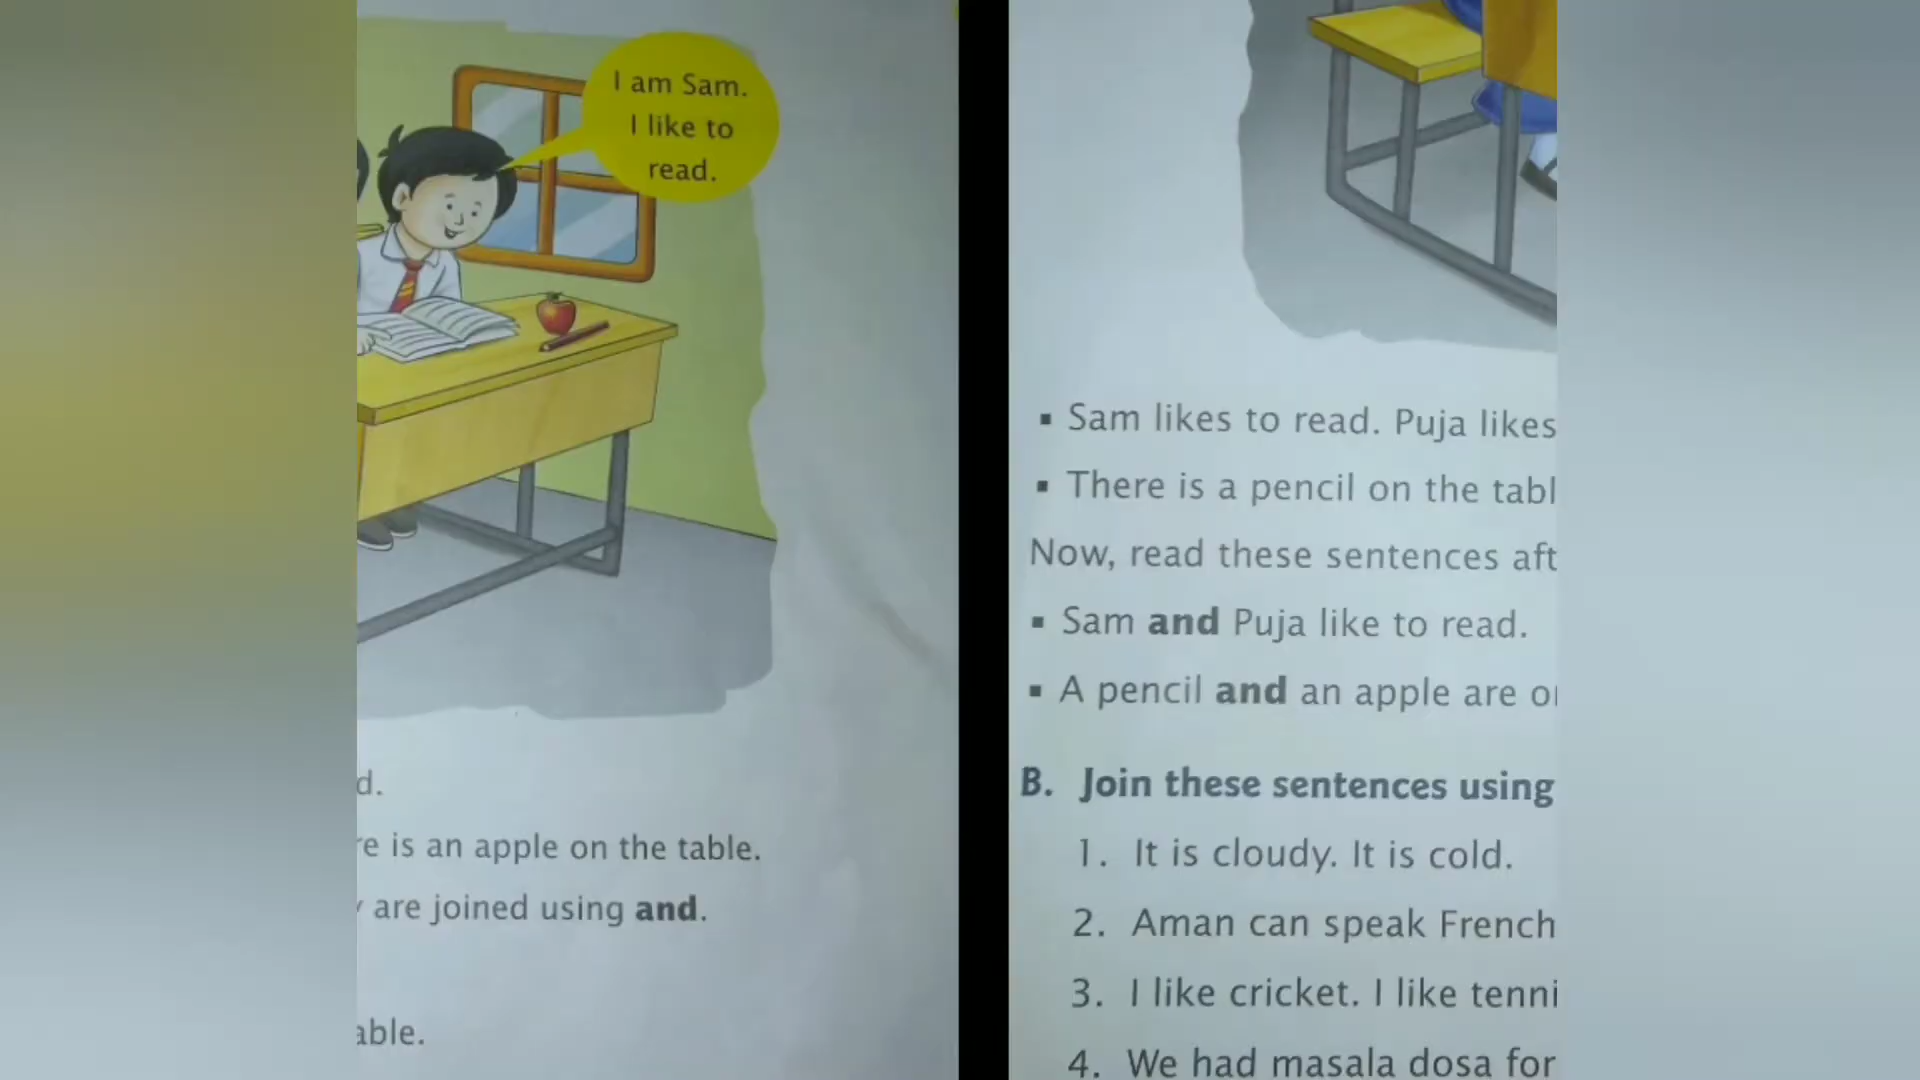 I am Sam.
I like to
read.
d.
re is an apple on the table.
are joined using and.
able.
Sam likes to read. Puja likes
There is a pencil on the tabl
Now, read these sentences aft
Sam and Puja like to read.
A pencil and an apple are o
B. Join these sentences using
1. It is cloudy. It is cold.
2. Aman can speak French
3. I like cricket. I like tenni
4. We had masala dosa for